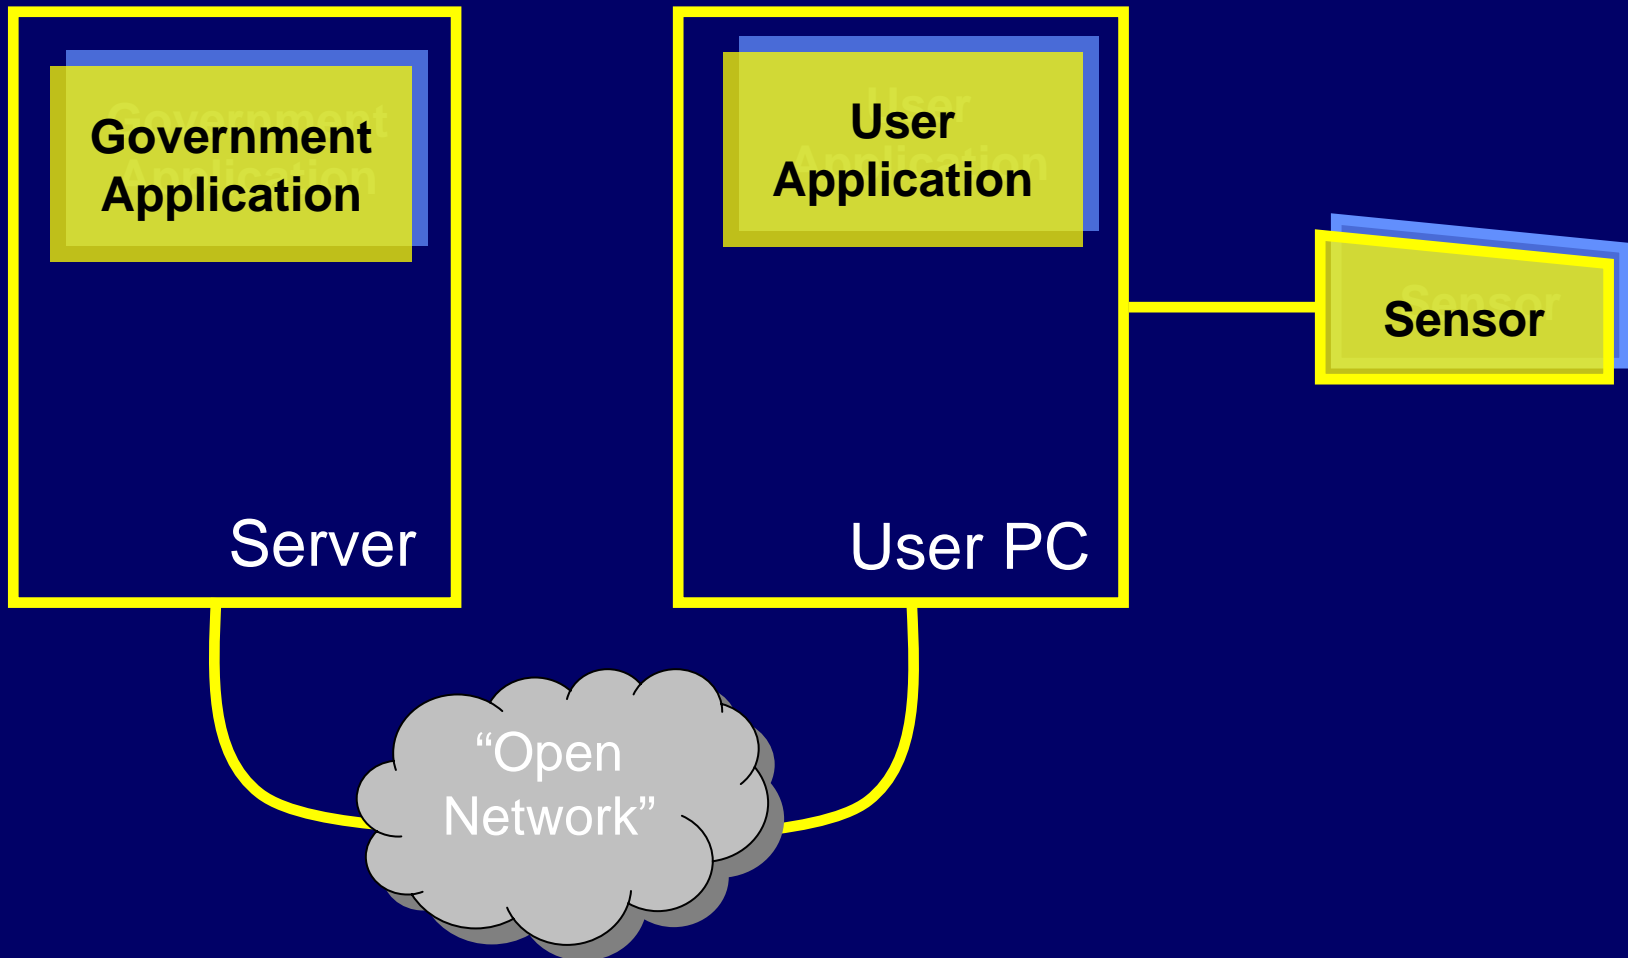 Government
Application
User
Application
Sensor
Server
User PC
“Open
Network”